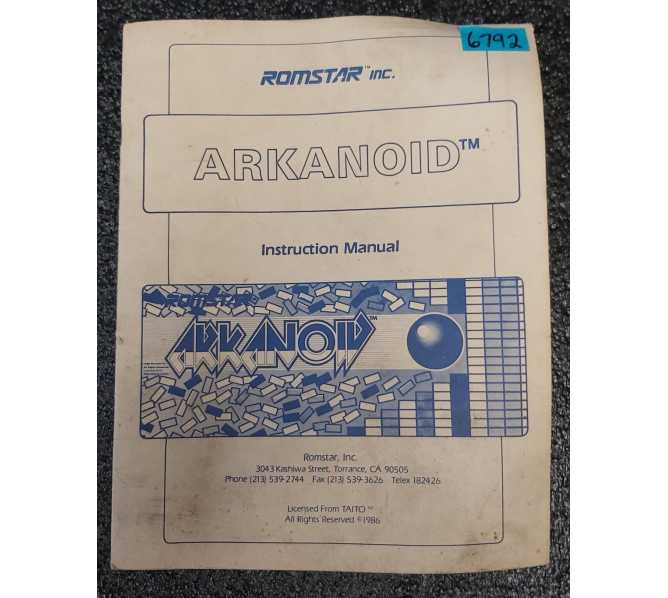 6792
ROMSTAR™ INC.
ARKANOID™
Instruction Manual
ROMSTAR
ARKANOID™
Romstar, Inc.
3043 Kashiwa Street, Torrance, CA 90505
Phone (213) 539-2744 Fax (213) 539-3626 Telex 182426
Licensed From TAITO™
All Rights Reserved ©1986